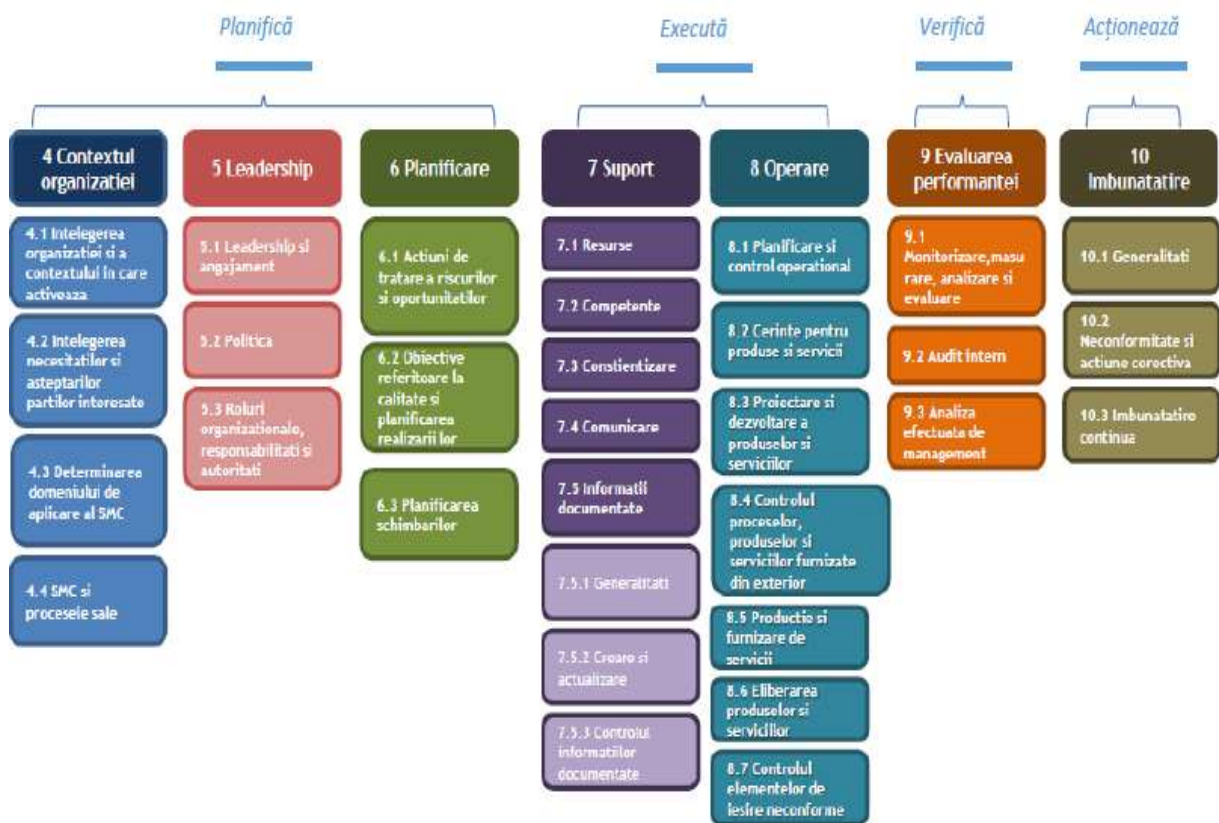 Planifică
Execută
Verifică
Acționează
4 Contextul
organizatiei
5 Leadership
6 Planificare
7 Suport
8 Operare
9 Evaluarea
performantei
10
Imbunatatire
4.1 Intelegerea
organizatiei si a
contextului in care
activeaza
4.2 Intelegerea
necesitatilor si
asteptarilor
partilor interesate
4.3 Determinarea
domeniului de
aplicare al SMC
4.4 SMC si
procesele sale
5.1 Leadership si
angajament
5.2 Politica
5.3 Roluri
organizationale,
responsabilitati si
autoritati
6.1 Actiuni de
tratare a riscurilor
si oportunitatilor
6.2 Obiective
referitoare la
calitate si
planificarea
realizarii lor
6.3 Planificarea
schimbarilor
7.1 Resurse
7.2 Competente
7.3 Constientizare
7.4 Comunicare
7.5 Informatii
documentate
7.5.1 Generalitati
7.5.2 Creare si
actualizare
7.5.3 Controlul
informatiilor
documentate
8.1 Planificare si
control operational
8.2 Cerinte pentru
produse si servicii
8.3 Proiectare si
dezvoltare a
produselor si
serviciilor
8.4 Controlul
proceselor,
produselor si
serviciilor furnizate
din exterior
8.5 Productie si
furnizare de
servicii
8.6 Eliberarea
produselor si
serviciilor
8.7 Controlul
elementelor de
iesire neconforme
9.1
Monitorizare,masu
rare, analizare si
evaluare
9.2 Audit intern
9.3 Analiza
efectuata de
management
10.1 Generalitati
10.2
Neconformitate si
actiune corectiva
10.3 Imbunatatire
continua